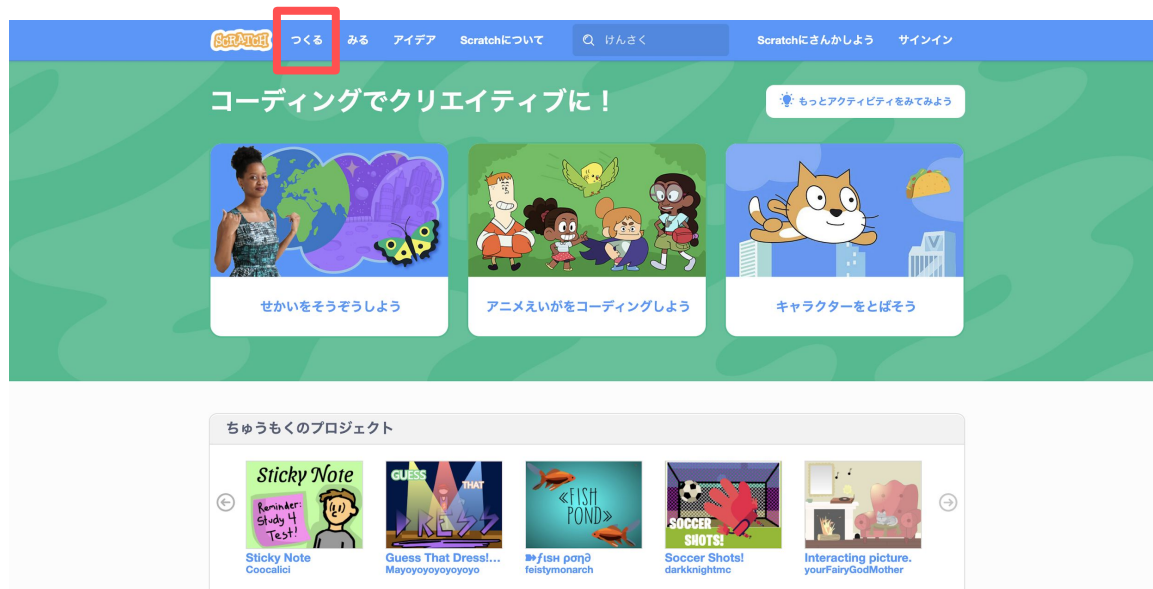 SCRATCH つくる みる アイデア Scratchについて けんさく Scratchにさんかしよう サインイン
コーディングでクリエイティブに！
もっとアクティビティをみてみよう
せかいをそうぞうしよう
アニメえいがをコーディングしよう
キャラクターをとばそう
ちゅうもくのプロジェクト
Sticky Note
Reminder:
Study 4
Test!
Sticky Note
Coocalici
GUESS
THAT
DRESS
Guess That Dress!...
Mayoyoyoyoyoyo
«FISH
POND»
feistymonarch
SOCCER
SHOTS!
Soccer Shots!
darkknightmc
Interacting picture.
yourFairyGodMother